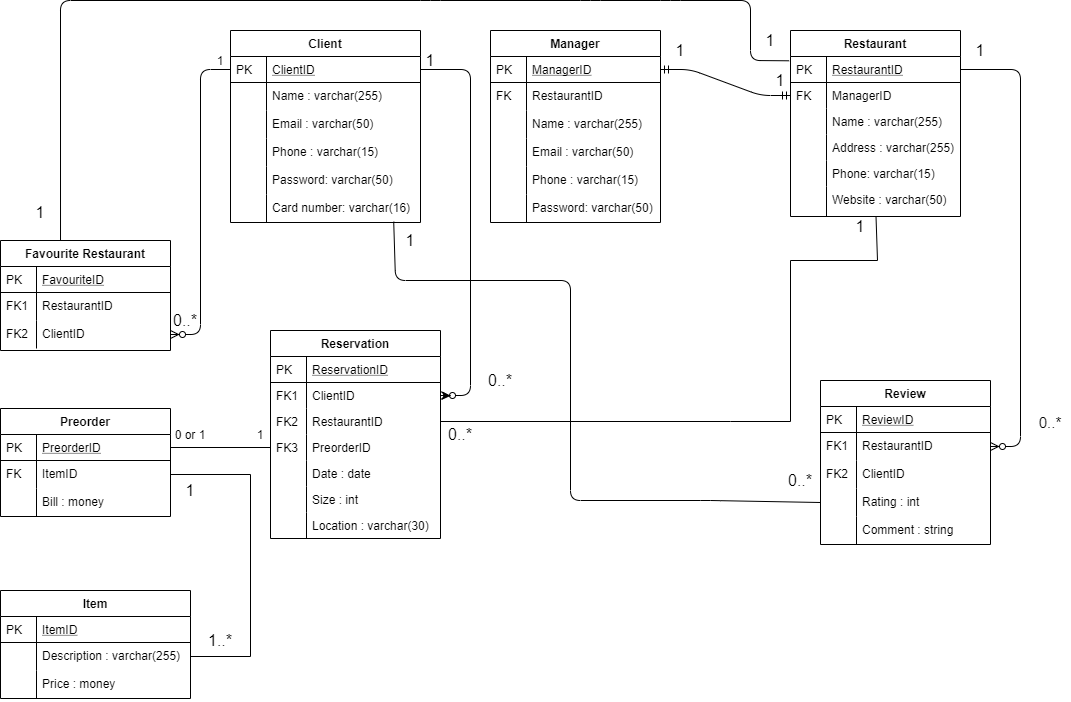 Client
PK ClientID
Name : varchar(255)
Email : varchar(50)
Phone : varchar(15)
Password: varchar(50)
Card number: varchar(16)
1
1
1
Manager
PK ManagerID
FK RestaurantID
Name : varchar(255)
Email : varchar(50)
Phone : varchar(15)
Password: varchar(50)
1
1
1
Restaurant
PK RestaurantID
FK ManagerID
Name : varchar(255)
Address : varchar(255)
Phone: varchar(15)
Website : varchar(50)
1
1
1
Favourite Restaurant
PK FavouriteID
FK1 RestaurantID
FK2 ClientID
0..*
Reservation
PK ReservationID
FK1 ClientID
FK2 RestaurantID
FK3 PreorderID
Date : date
Size : int
Location : varchar(30)
0..*
0..*
Review
PK ReviewID
FK1 RestaurantID
FK2 ClientID
Rating : int
Comment : string
0..*
0..*
Preorder
PK PreorderID
FK ItemID
Bill : money
0 or 1
1
1
Item
PK ItemID
Description : varchar(255)
Price : money
1..*